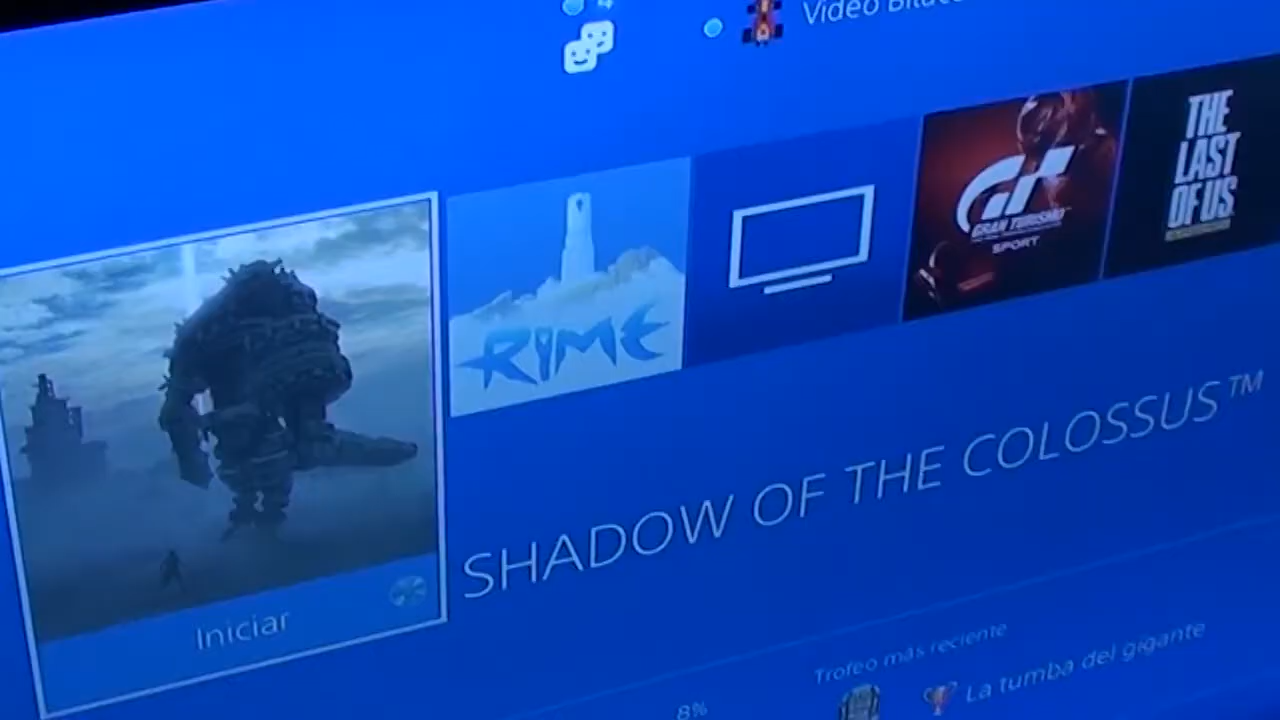 4
Video
RIME
GT
GRAN TURISMO
SPORT
THE
LAST
OF US
SHADOW OF THE COLOSSUS™
Iniciar
Trofeo más reciente
8%
La tumba del gigante